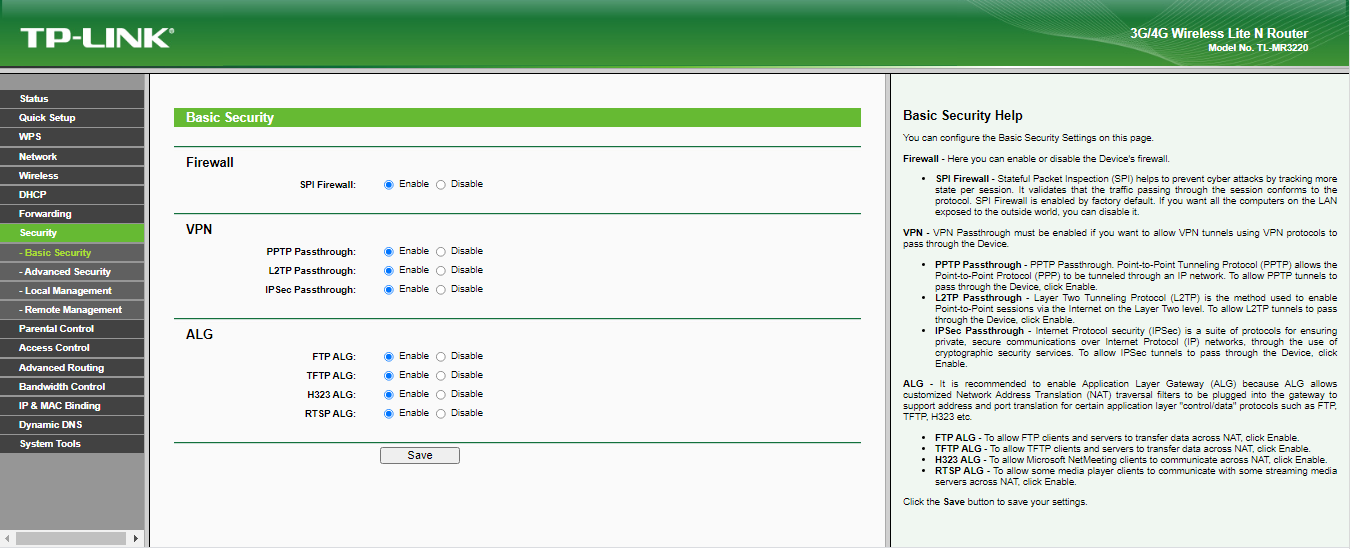 TP-LINK®
3G/4G Wireless Lite N Router
Model No. TL-MR3220
Status
Quick Setup
WPS
Network
Wireless
DHCP
Forwarding
Security
- Basic Security
- Advanced Security
- Local Management
- Remote Management
Parental Control
Access Control
Advanced Routing
Bandwidth Control
IP & MAC Binding
Dynamic DNS
System Tools
Basic Security
Firewall
SPI Firewall: Enable Disable
VPN
PPTP Passthrough: Enable Disable
L2TP Passthrough: Enable Disable
IPSec Passthrough: Enable Disable
ALG
FTP ALG: Enable Disable
TFTP ALG: Enable Disable
H323 ALG: Enable Disable
RTSP ALG: Enable Disable
Save
Basic Security Help
You can configure the Basic Security Settings on this page.
Firewall - Here you can enable or disable the Device's firewall.
• SPI Firewall - Stateful Packet Inspection (SPI) helps to prevent cyber attacks by tracking more
state per session. It validates that the traffic passing through the session conforms to the
protocol. SPI Firewall is enabled by factory default. If you want all the computers on the LAN
exposed to the outside world, you can disable it.
VPN - VPN Passthrough must be enabled if you want to allow VPN tunnels using VPN protocols to
pass through the Device.
• PPTP Passthrough - PPTP Passthrough. Point-to-Point Tunneling Protocol (PPTP) allows the
Point-to-Point Protocol (PPP) to be tunneled through an IP network. To allow PPTP tunnels to
pass through the Device, click Enable.
• L2TP Passthrough - Layer Two Tunneling Protocol (L2TP) is the method used to enable
Point-to-Point sessions via the Internet on the Layer Two level. To allow L2TP tunnels to pass
through the Device, click Enable.
• IPSec Passthrough - Internet Protocol security (IPSec) is a suite of protocols for ensuring
private, secure communications over Internet Protocol (IP) networks, through the use of
cryptographic security services. To allow IPSec tunnels to pass through the Device, click
Enable.
ALG - It is recommended to enable Application Layer Gateway (ALG) because ALG allows
customized Network Address Translation (NAT) traversal filters to be plugged into the gateway to
support address and port translation for certain application layer "control/data" protocols such as FTP,
TFTP, H323 etc.
• FTP ALG - To allow FTP clients and servers to transfer data across NAT, click Enable.
• TFTP ALG - To allow TFTP clients and servers to transfer data across NAT, click Enable.
• H323 ALG - To allow Microsoft NetMeeting clients to communicate across NAT, click Enable.
• RTSP ALG - To allow some media player clients to communicate with some streaming media
servers across NAT, click Enable.
Click the Save button to save your settings.